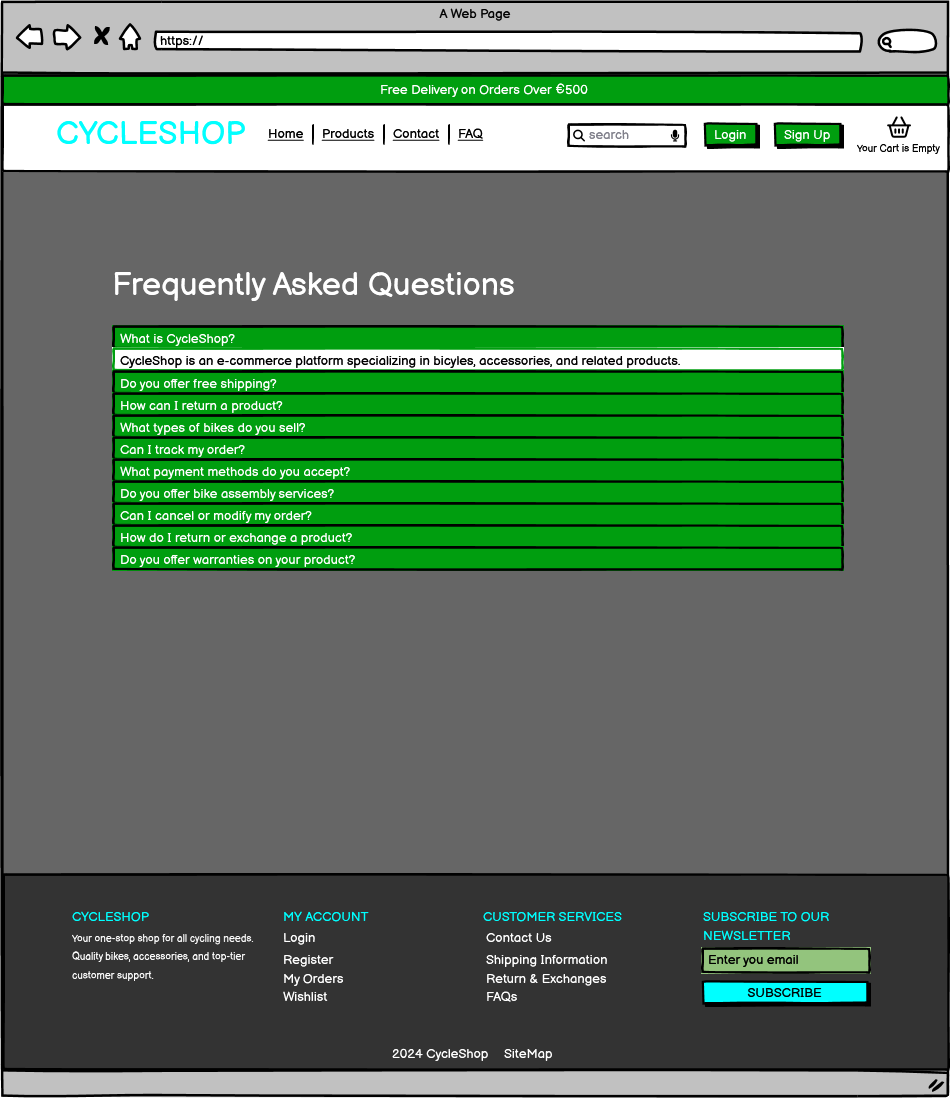 A Web Page
https://
Free Delivery on Orders Over €500
CYCLESHOP Home Products Contact FAQ search Login Sign Up
Your Cart is Empty
Frequently Asked Questions
What is CycleShop?
CycleShop is an e-commerce platform specializing in bicyles, accessories, and related products.
Do you offer free shipping?
How can I return a product?
What types of bikes do you sell?
Can I track my order?
What payment methods do you accept?
Do you offer bike assembly services?
Can I cancel or modify my order?
How do I return or exchange a product?
Do you offer warranties on your product?
CYCLESHOP
Your one-stop shop for all cycling needs.
Quality bikes, accessories, and top-tier
customer support.
MY ACCOUNT
Login
Register
My Orders
Wishlist
CUSTOMER SERVICES
Contact Us
Shipping Information
Return & Exchanges
FAQs
SUBSCRIBE TO OUR
NEWSLETTER
Enter you email
SUBSCRIBE
2024 CycleShop SiteMap